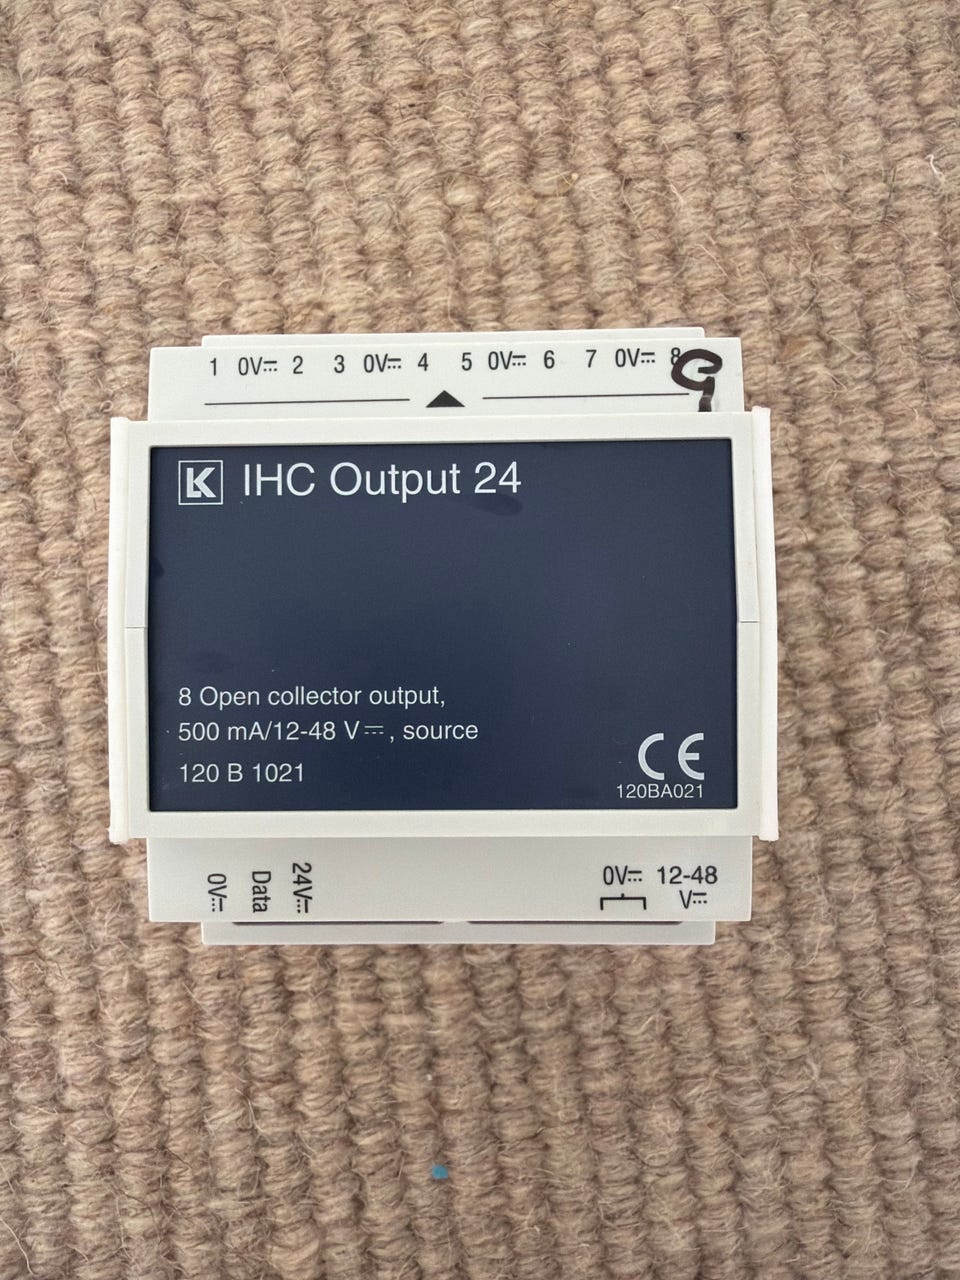 1 0V⎓ 2 3 0V⎓ 4 5 0V⎓ 6 7 0V⎓ 8
9
LK IHC Output 24
8 Open collector output,
500 mA/12-48 V⎓, source
120 B 1021
CE
120BA021
0V⎓ Data 24V⎓
0V⎓ 12-48
V⎓